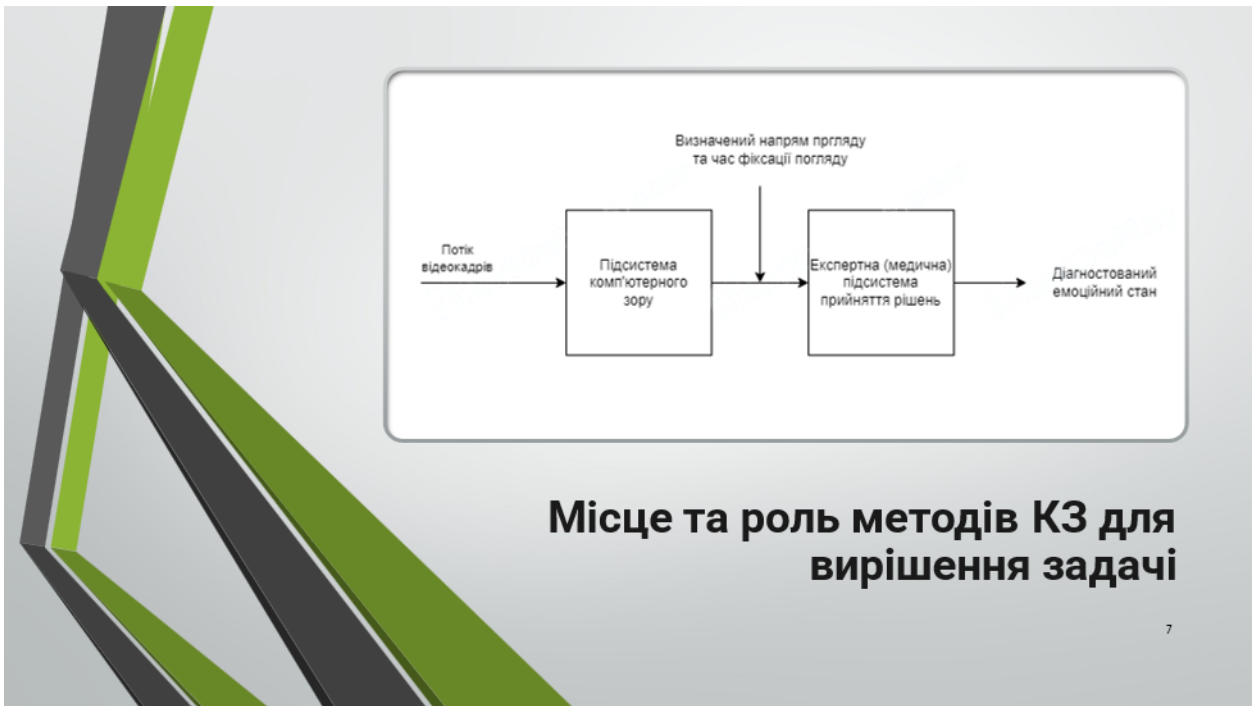 Визначений напрям пргляду
та час фіксації погляду
Потік
відеокадрів
Підсистема
комп'ютерного
зору
Експертна (медична)
підсистема
прийняття рішень
Діагностований
емоційний стан
Місце та роль методів КЗ для
вирішення задачі
7